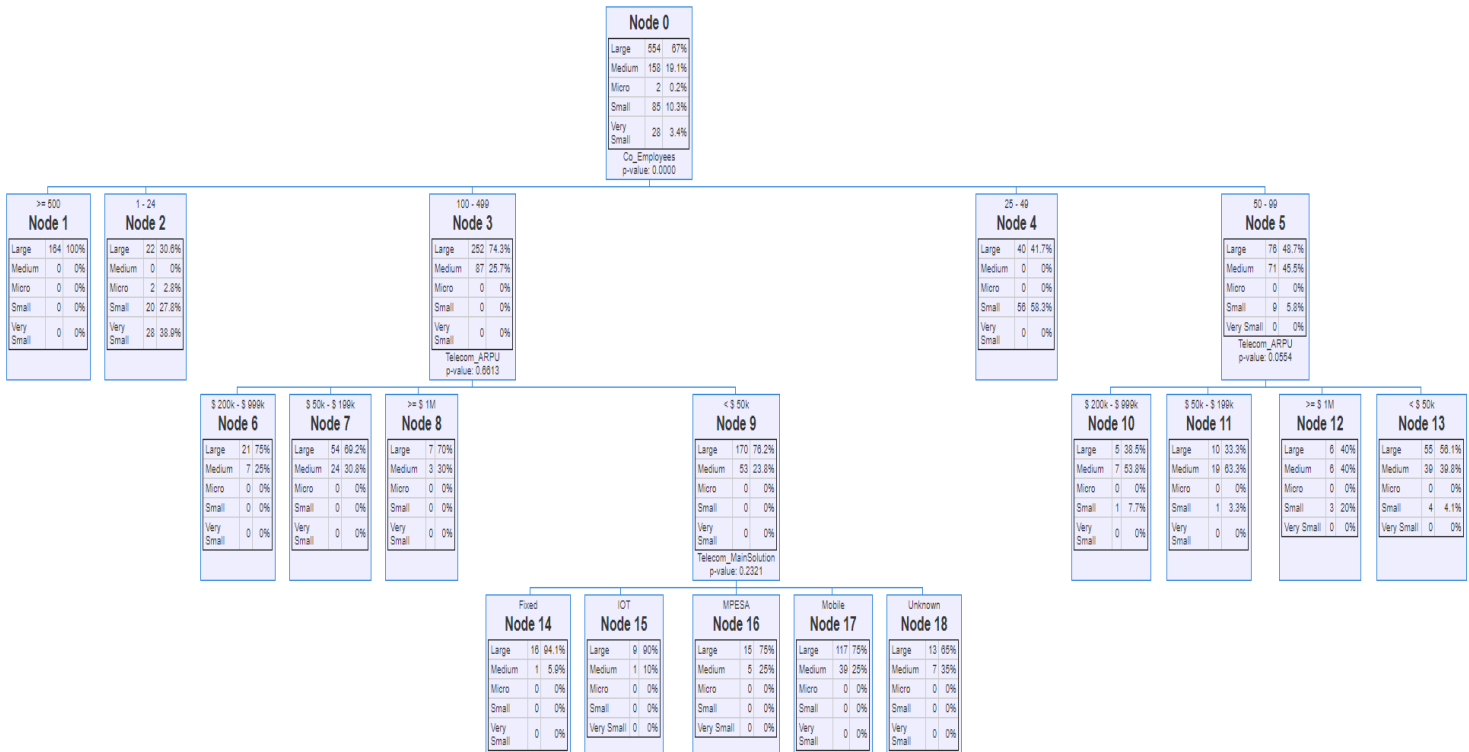 Node 0
Large 554 67%
Medium 158 19.1%
Micro 2 0.2%
Small 85 10.3%
Very
Small 28 3.4%
Co_Employees
p-value: 0.0000
>= 500
Node 1
Large 164 100%
Medium 0 0%
Micro 0 0%
Small 0 0%
Very
Small 0 0%
1 - 24
Node 2
Large 22 30.6%
Medium 0 0%
Micro 2 2.8%
Small 20 27.8%
Very
Small 28 38.9%
100 - 499
Node 3
Large 252 74.3%
Medium 87 25.7%
Micro 0 0%
Small 0 0%
Very
Small 0 0%
Telecom_ARPU
p-value: 0.6613
25 - 49
Node 4
Large 40 41.7%
Medium 0 0%
Micro 0 0%
Small 56 58.3%
Very
Small 0 0%
50 - 99
Node 5
Large 76 48.7%
Medium 71 45.5%
Micro 0 0%
Small 9 5.8%
Very Small 0 0%
Telecom_ARPU
p-value: 0.0554
$ 200k - $ 999k
Node 6
Large 21 75%
Medium 7 25%
Micro 0 0%
Small 0 0%
Very
Small 0 0%
$ 50k - $ 199k
Node 7
Large 54 69.2%
Medium 24 30.8%
Micro 0 0%
Small 0 0%
Very
Small 0 0%
>= $ 1M
Node 8
Large 7 70%
Medium 3 30%
Micro 0 0%
Small 0 0%
Very
Small 0 0%
< $ 50k
Node 9
Large 170 76.2%
Medium 53 23.8%
Micro 0 0%
Small 0 0%
Very
Small 0 0%
Telecom_MainSolution
p-value: 0.2321
$ 200k - $ 999k
Node 10
Large 5 38.5%
Medium 7 53.8%
Micro 0 0%
Small 1 7.7%
Very
Small 0 0%
$ 50k - $ 199k
Node 11
Large 10 33.3%
Medium 19 63.3%
Micro 0 0%
Small 1 3.3%
Very
Small 0 0%
>= $ 1M
Node 12
Large 6 40%
Medium 6 40%
Micro 0 0%
Small 3 20%
Very Small 0 0%
< $ 50k
Node 13
Large 55 56.1%
Medium 39 39.8%
Micro 0 0%
Small 4 4.1%
Very Small 0 0%
Fixed
Node 14
Large 16 94.1%
Medium 1 5.9%
Micro 0 0%
Small 0 0%
Very
Small 0 0%
IOT
Node 15
Large 9 90%
Medium 1 10%
Micro 0 0%
Small 0 0%
Very Small 0 0%
MPESA
Node 16
Large 15 75%
Medium 5 25%
Micro 0 0%
Small 0 0%
Very Small 0 0%
Mobile
Node 17
Large 117 75%
Medium 39 25%
Micro 0 0%
Small 0 0%
Very
Small 0 0%
Unknown
Node 18
Large 13 65%
Medium 7 35%
Micro 0 0%
Small 0 0%
Very
Small 0 0%